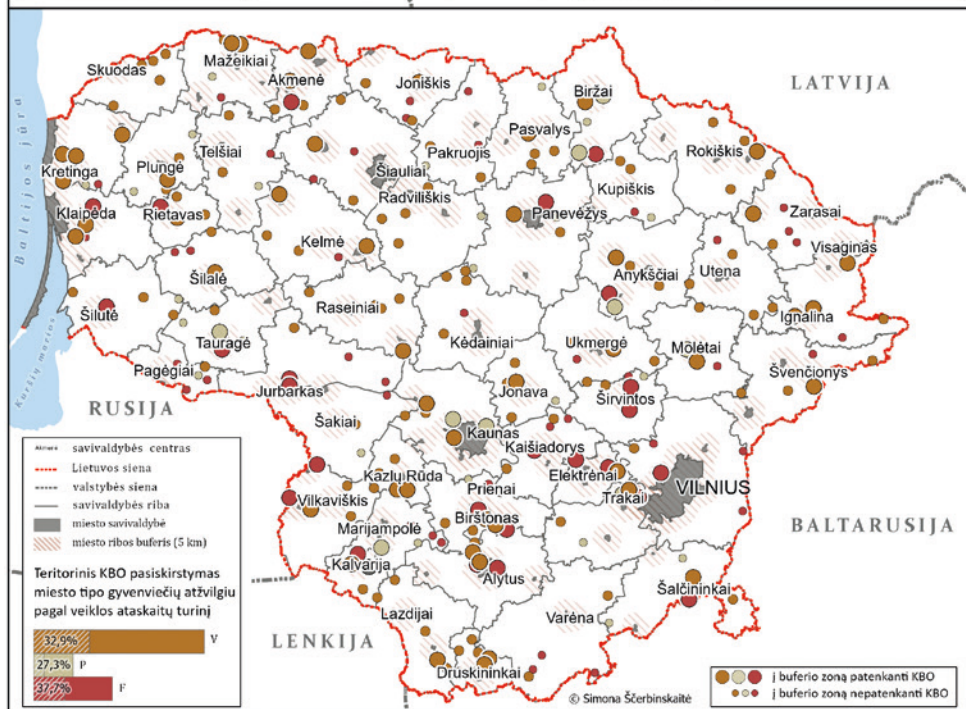 LATVIJA
Skuodas
Mažeikiai
Akmenė
Joniškis
Biržai
Baltijos jūra
Kretinga
Plungė
Telšiai
Šiauliai
Pakruojis
Pasvalys
Rokiškis
Klaipėda
Rietavas
Radviliškis
Kupiškis
Panevėžys
Zarasai
Kelmė
Visaginas
Šilalė
Anykščiai
Utena
Šilutė
Raseiniai
Ignalina
Tauragė
Kėdainiai
Ukmergė
Molėtai
Kuršių marios
Pagėgiai
Švenčionys
Jurbarkas
Jonava
Širvintos
RUSIJA
Šakiai
Kaunas
Kaišiadorys
Akmenė savivaldybės centras
Lietuvos siena
valstybės siena
savivaldybės riba
miesto savivaldybė
miesto ribos buferis (5 km)
Vilkaviškis
Kazlų Rūda
Prienai
Elektrėnai
Trakai
VILNIUS
Marijampolė
Birštonas
BALTARUSIJA
Kalvarija
Alytus
Šalčininkai
Lazdijai
Varėna
LENKIJA
Druskininkai
Teritorinis KBO pasiskirstymas
miesto tipo gyvenviečių atžvilgiu
pagal veiklos ataskaitų turinį
32,9% V
27,3% P
37,7% F
© Simona Ščerbinskaitė
į buferio zoną patenkanti KBO
į buferio zoną nepatenkanti KBO